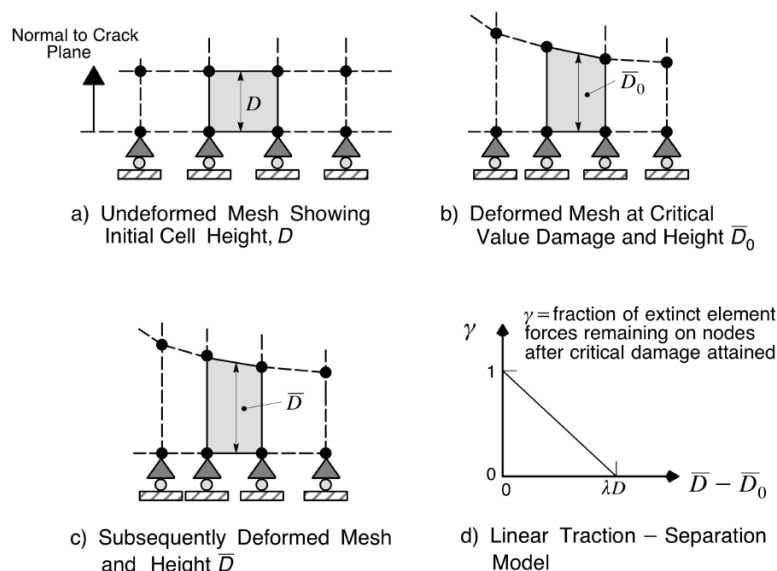 Normal to Crack
Plane
D
a) Undeformed Mesh Showing
Initial Cell Height, D
D̅₀
b) Deformed Mesh at Critical
Value Damage and Height D̅₀
D̅
c) Subsequently Deformed Mesh
and Height D̅
γ = fraction of extinct element
forces remaining on nodes
after critical damage attained
γ
1
0
0
λD
D̅ − D̅₀
d) Linear Traction – Separation
Model